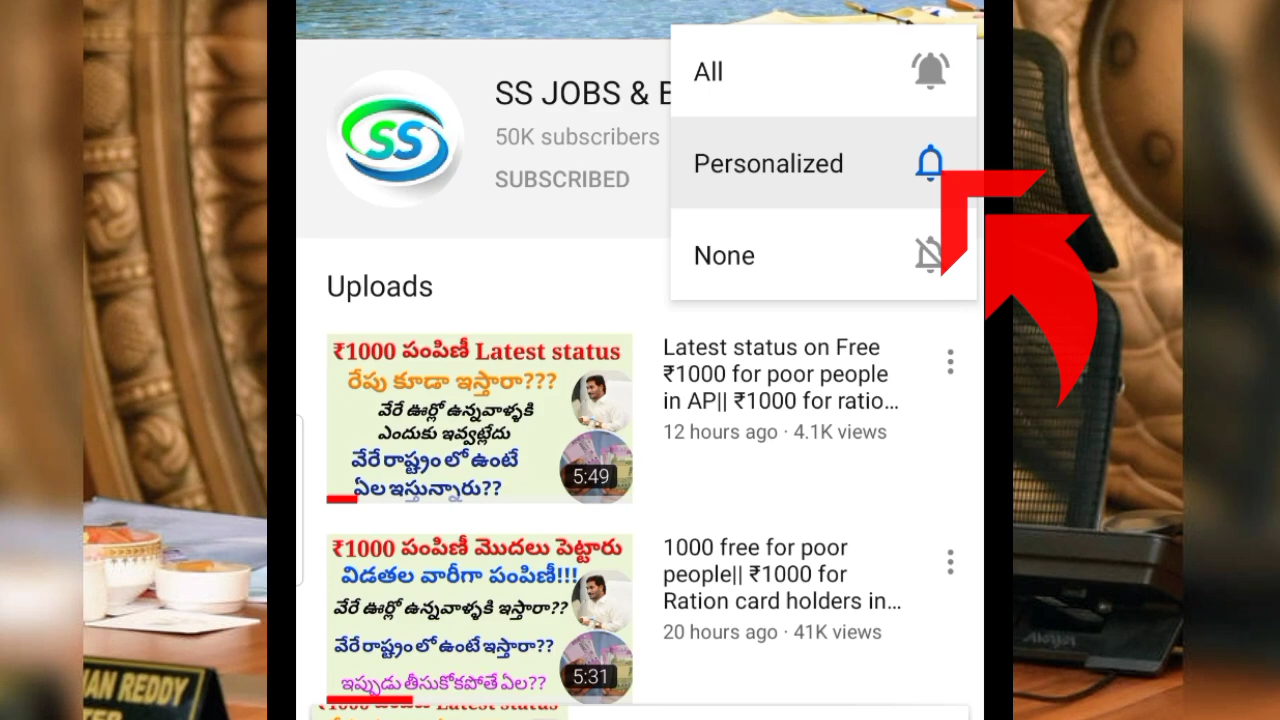 All
SS
SS JOBS & E
50K subscribers
Personalized
SUBSCRIBED
None
Uploads
₹1000 పంపిణీ Latest status
రేపు కూడా ఇస్తారా???
వేరే ఊర్లో ఉన్నవాళ్ళకి
ఎందుకు ఇవ్వట్లేదు
వేరే రాష్ట్రం లో ఉంటే
ఏలా ఇస్తున్నారు??
5:49
Latest status on Free
₹1000 for poor people
in AP|| ₹1000 for ratio...
12 hours ago · 4.1K views
₹1000 పంపిణీ మొదలు పెట్టారు
విడతల వారీగా పంపిణీ!!!
వేరే ఊర్లో ఉన్నవాళ్ళకి ఇస్తారా??
వేరే రాష్ట్రం లో ఉంటే ఇస్తారా??
ఇప్పుడు తీసుకోకపోతే ఏలా??
5:31
1000 free for poor
people|| ₹1000 for
Ration card holders in...
20 hours ago · 41K views
AVAYA
AN REDDY